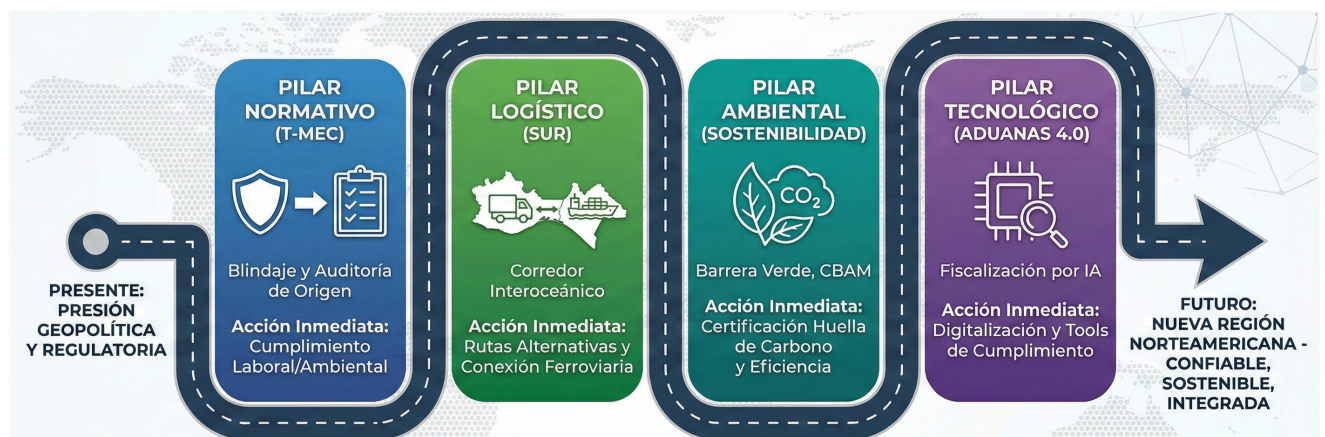 PRESENTE:
PRESIÓN
GEOPOLÍTICA
Y REGULATORIA
PILAR
NORMATIVO
(T-MEC)
Blindaje y Auditoría
de Origen
Acción Inmediata:
Cumplimiento
Laboral/Ambiental
PILAR
LOGÍSTICO
(SUR)
Corredor
Interoceánico
Acción Inmediata:
Rutas Alternativas y
Conexión Ferroviaria
PILAR
AMBIENTAL
(SOSTENIBILIDAD)
CO₂
Barrera Verde, CBAM
Acción Inmediata:
Certificación Huella
de Carbono
y Eficiencia
PILAR
TECNOLÓGICO
(ADUANAS 4.0)
Fiscalización por IA
Acción Inmediata:
Digitalización y Tools
de Cumplimiento
FUTURO:
NUEVA REGIÓN
NORTEAMERICANA -
CONFIABLE,
SOSTENIBLE,
INTEGRADA